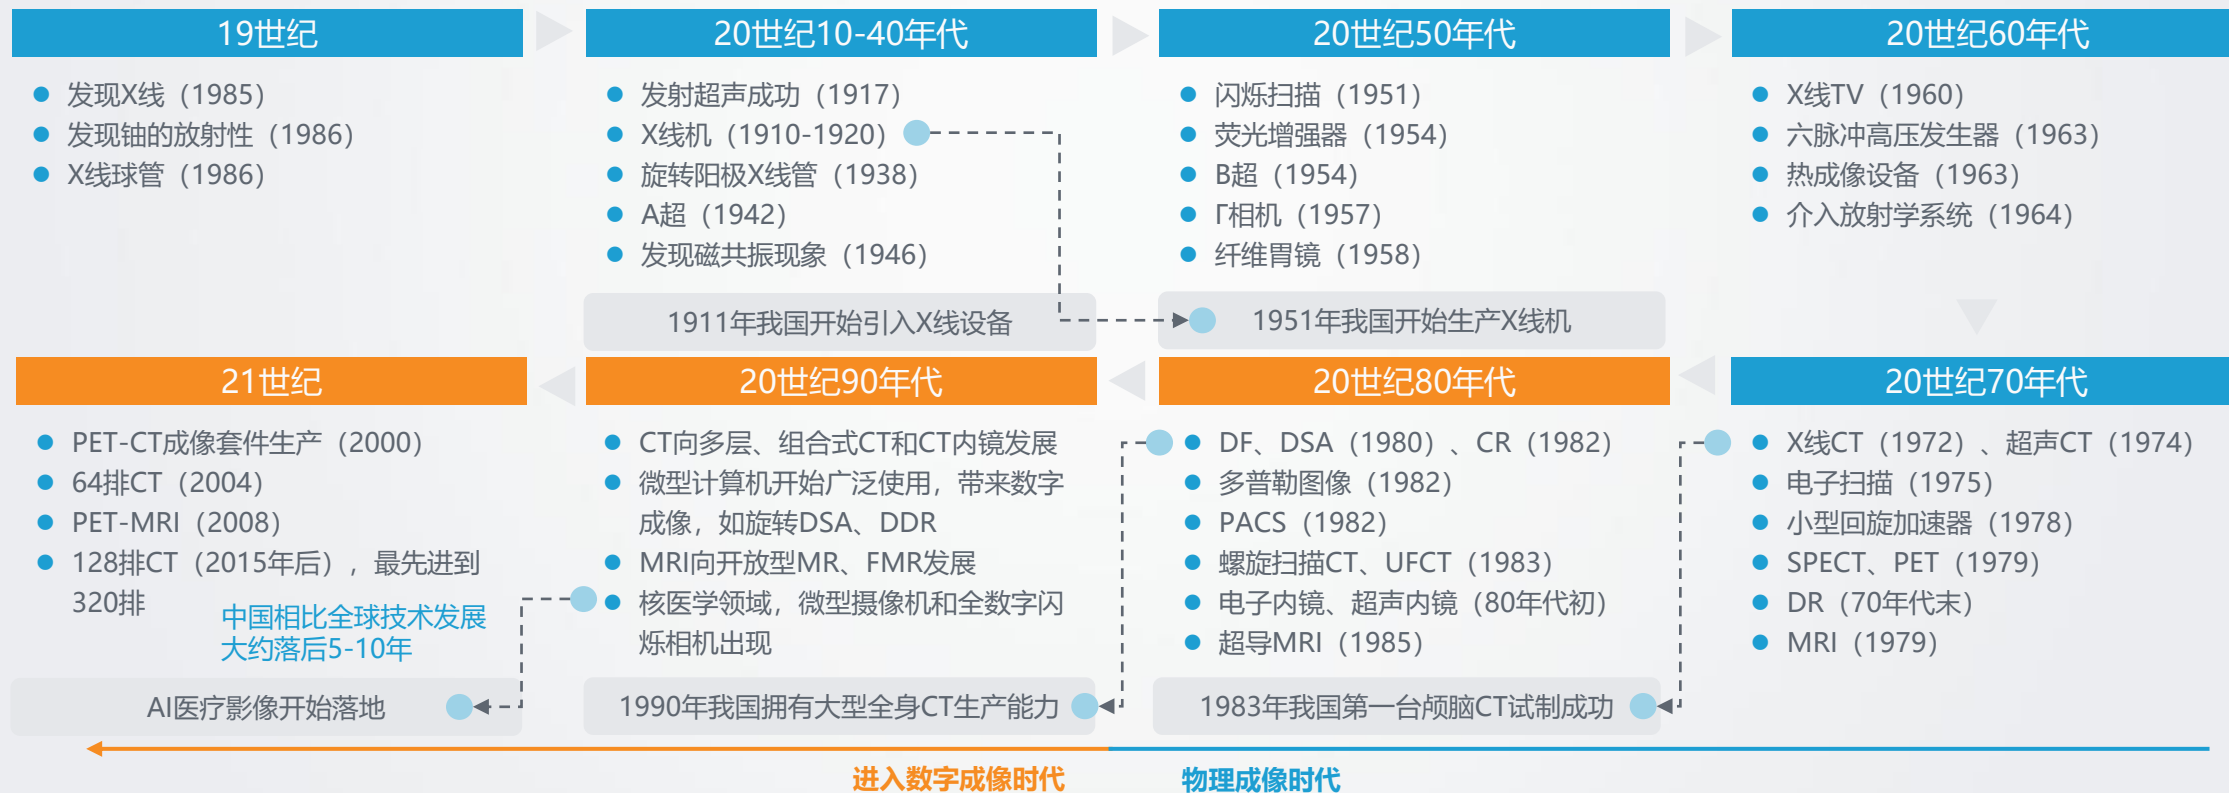 19世纪
发现X线（1985）
发现铀的放射性（1986）
X线球管（1986）
20世纪10-40年代
发射超声成功（1917）
X线机（1910-1920）
旋转阳极X线管（1938）
A超（1942）
发现磁共振现象（1946）
1911年我国开始引入X线设备
20世纪50年代
闪烁扫描（1951）
荧光增强器（1954）
B超（1954）
Γ相机（1957）
纤维胃镜（1958）
1951年我国开始生产X线机
20世纪60年代
X线TV（1960）
六脉冲高压发生器（1963）
热成像设备（1963）
介入放射学系统（1964）
20世纪70年代
X线CT（1972）、超声CT（1974）
电子扫描（1975）
小型回旋加速器（1978）
SPECT、PET（1979）
DR（70年代末）
MRI（1979）
20世纪80年代
DF、DSA（1980）、CR（1982）
多普勒图像（1982）
PACS（1982）
螺旋扫描CT、UFCT（1983）
电子内镜、超声内镜（80年代初）
超导MRI（1985）
1983年我国第一台颅脑CT试制成功
20世纪90年代
CT向多层、组合式CT和CT内镜发展
微型计算机开始广泛使用，带来数字
成像，如旋转DSA、DDR
MRI向开放型MR、FMR发展
核医学领域，微型摄像机和全数字闪
烁相机出现
1990年我国拥有大型全身CT生产能力
21世纪
PET-CT成像套件生产（2000）
64排CT（2004）
PET-MRI（2008）
128排CT（2015年后），最先进到
320排
中国相比全球技术发展
大约落后5-10年
AI医疗影像开始落地
进入数字成像时代
物理成像时代